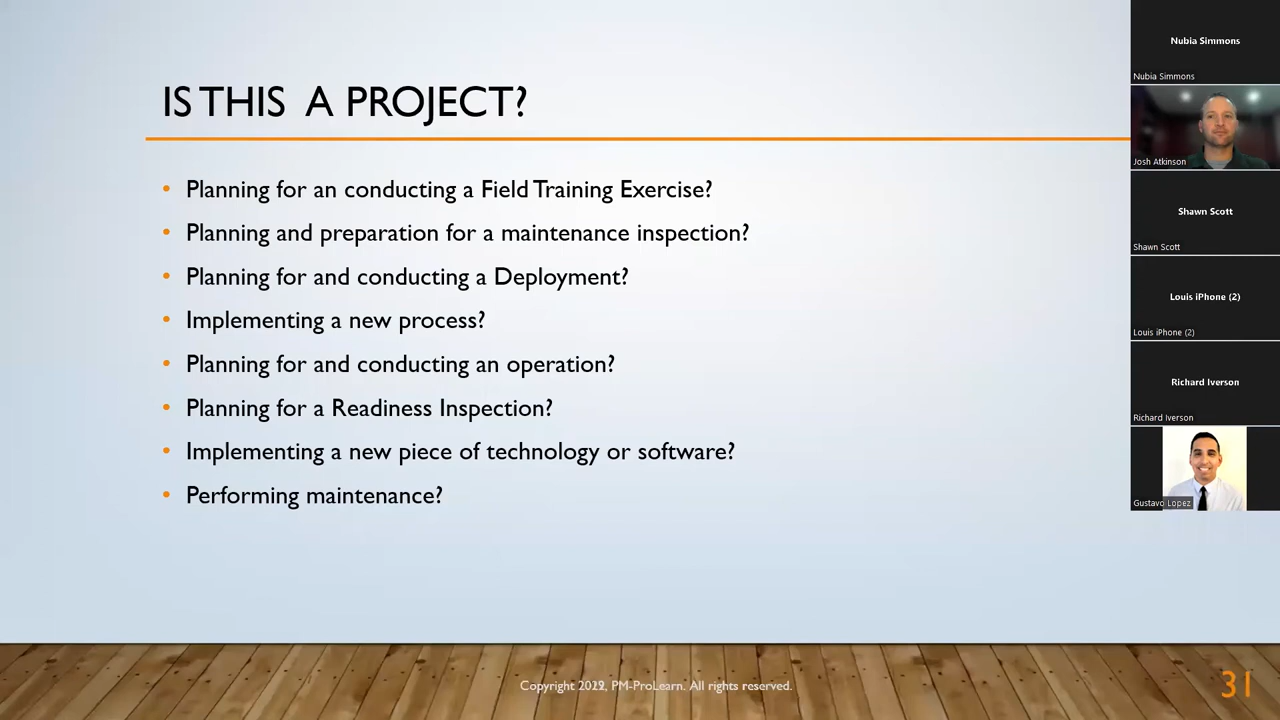 IS THIS A PROJECT?
• Planning for an conducting a Field Training Exercise?
• Planning and preparation for a maintenance inspection?
• Planning for and conducting a Deployment?
• Implementing a new process?
• Planning for and conducting an operation?
• Planning for a Readiness Inspection?
• Implementing a new piece of technology or software?
• Performing maintenance?
Copyright PM-ProLearn. All rights reserved.
31
Nubia Simmons
Nubia Simmons
Josh Atkinson
Shawn Scott
Shawn Scott
Louis iPhone (2)
Louis iPhone (2)
Richard Iverson
Richard Iverson
Gustavo Lopez